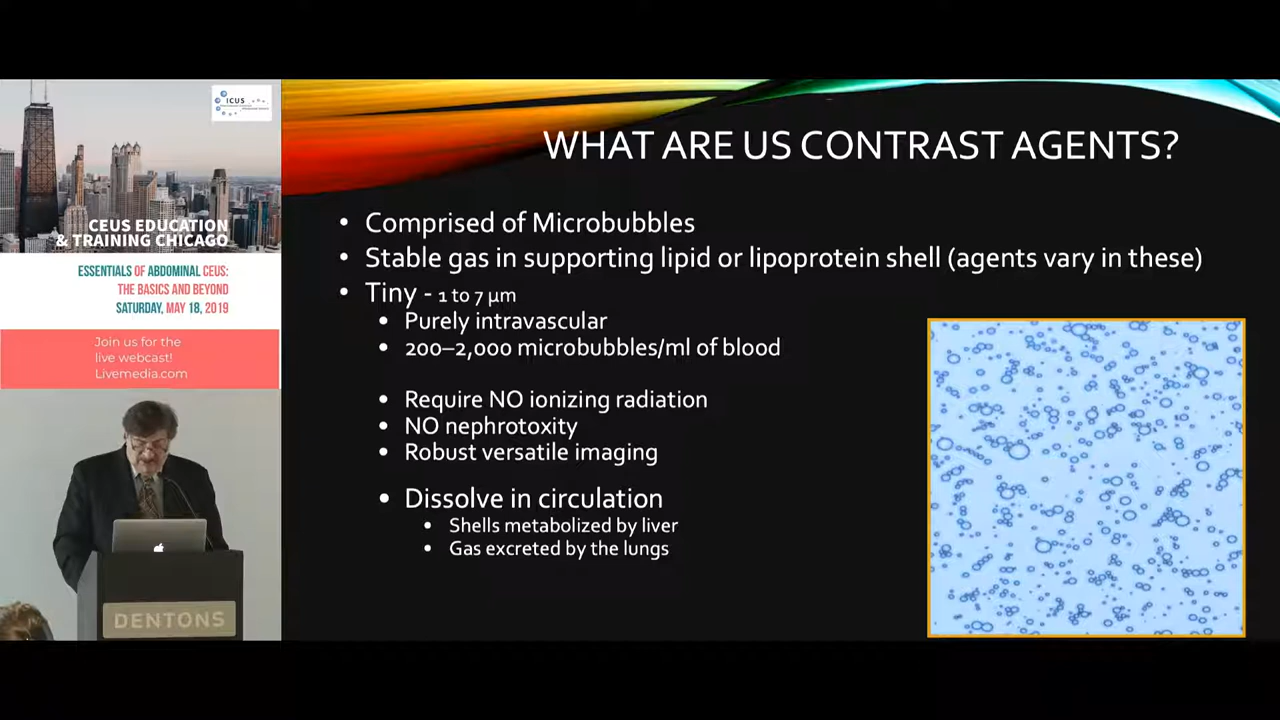 ICUS
CEUS EDUCATION
& TRAINING CHICAGO
ESSENTIALS OF ABDOMINAL CEUS:
THE BASICS AND BEYOND
SATURDAY, MAY 18, 2019
Join us for the
live webcast!
Livemedia.com
DENTONS
WHAT ARE US CONTRAST AGENTS?
• Comprised of Microbubbles
• Stable gas in supporting lipid or lipoprotein shell (agents vary in these)
• Tiny - 1 to 7 µm
• Purely intravascular
• 200–2,000 microbubbles/ml of blood
• Require NO ionizing radiation
• NO nephrotoxity
• Robust versatile imaging
• Dissolve in circulation
• Shells metabolized by liver
• Gas excreted by the lungs